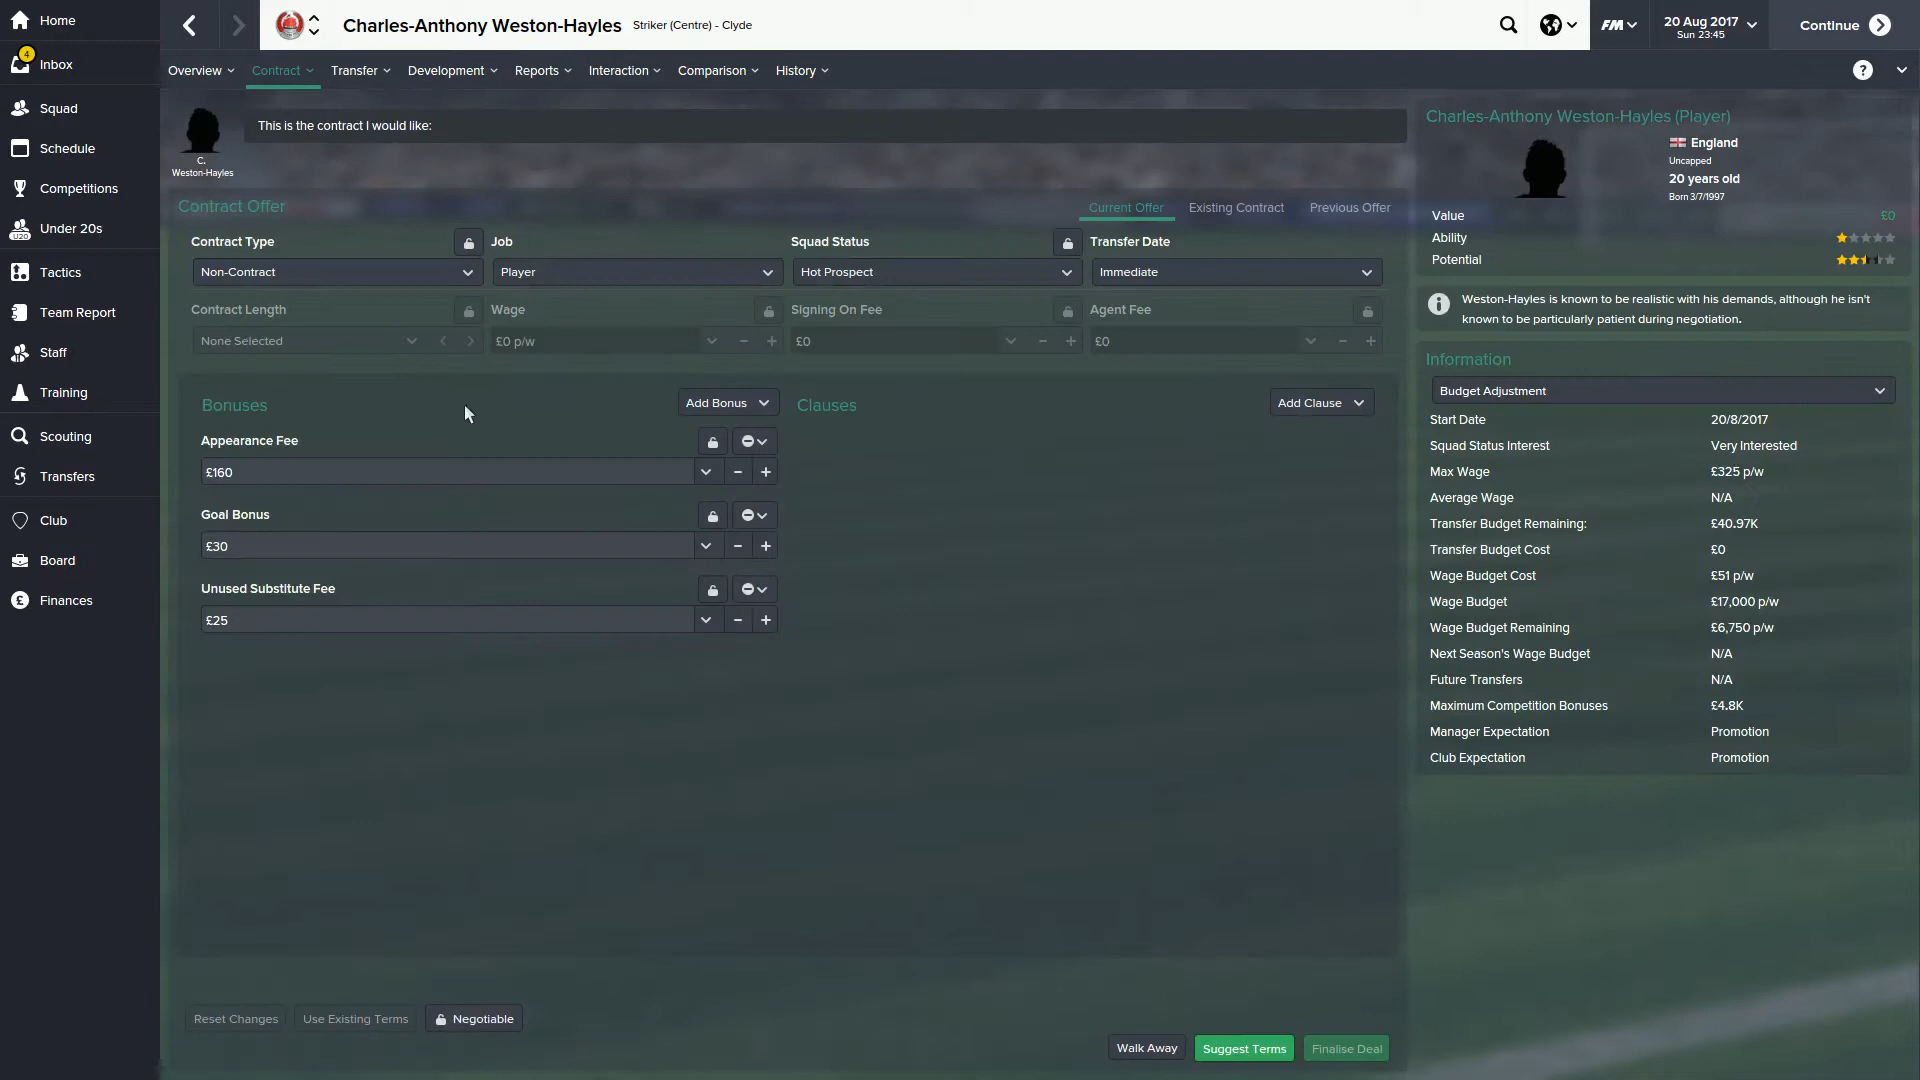 Home
4
Inbox
Squad
Schedule
Competitions
U20
Under 20s
Tactics
Team Report
Staff
Training
Scouting
Transfers
Club
Board
£ Finances
Charles-Anthony Weston-Hayles Striker (Centre) - Clyde
FM
20 Aug 2017
Sun 23:45
Continue
Overview Contract Transfer Development Reports Interaction Comparison History
?
C.
Weston-Hayles
This is the contract I would like:
Contract Offer
Current Offer Existing Contract Previous Offer
Contract Type Job Squad Status Transfer Date
Non-Contract Player Hot Prospect Immediate
Contract Length Wage Signing On Fee Agent Fee
None Selected £0 p/w £0 £0
Bonuses
Add Bonus
Clauses
Add Clause
Appearance Fee
£160
Goal Bonus
£30
Unused Substitute Fee
£25
Reset Changes Use Existing Terms Negotiable
Walk Away Suggest Terms Finalise Deal
Charles-Anthony Weston-Hayles (Player)
England
Uncapped
20 years old
Born 3/7/1997
Value £0
Ability
Potential
Weston-Hayles is known to be realistic with his demands, although he isn't
known to be particularly patient during negotiation.
Information
Budget Adjustment
Start Date 20/8/2017
Squad Status Interest Very Interested
Max Wage £325 p/w
Average Wage N/A
Transfer Budget Remaining: £40.97K
Transfer Budget Cost £0
Wage Budget Cost £51 p/w
Wage Budget £17,000 p/w
Wage Budget Remaining £6,750 p/w
Next Season's Wage Budget N/A
Future Transfers N/A
Maximum Competition Bonuses £4.8K
Manager Expectation Promotion
Club Expectation Promotion